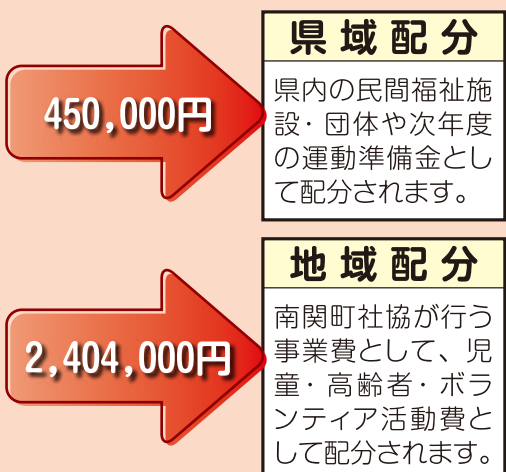 450,000円
県域配分
県内の民間福祉施
設・団体や次年度
の運動準備金とし
て配分されます。
2,404,000円
地域配分
南関町社協が行う
事業費として、児
童・高齢者・ボラ
ンティア活動費と
して配分されます。